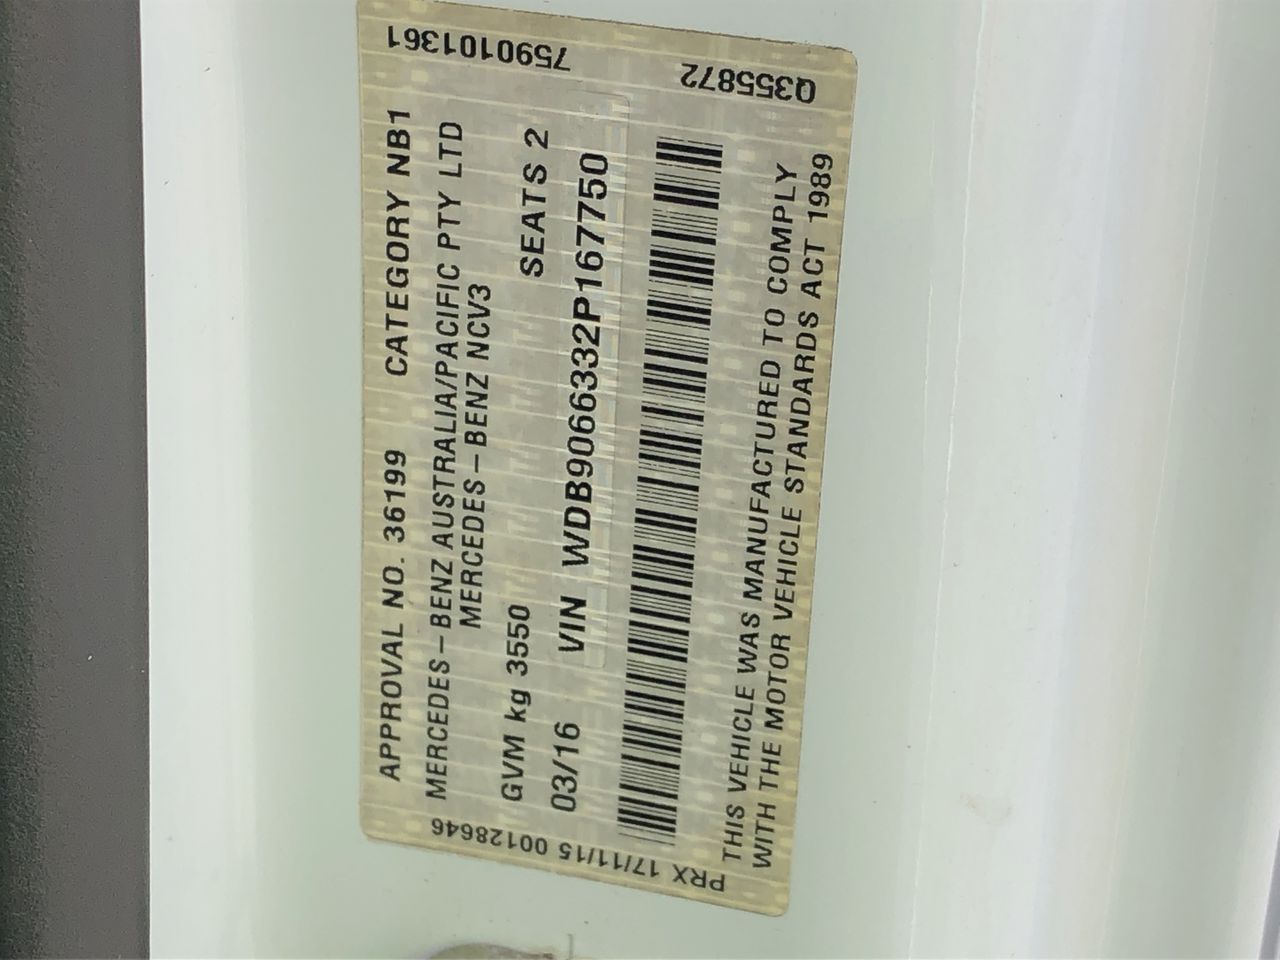 APPROVAL NO. 36199 CATEGORY NB1
MERCEDES-BENZ AUSTRALIA/PACIFIC PTY LTD
MERCEDES-BENZ NCV3
GVM kg 3550 SEATS 2
03/16 VIN WDB9066332P167750
THIS VEHICLE WAS MANUFACTURED TO COMPLY
WITH THE MOTOR VEHICLE STANDARDS ACT 1989
PRX 17/11/15 00128646
Q355872 7590101361